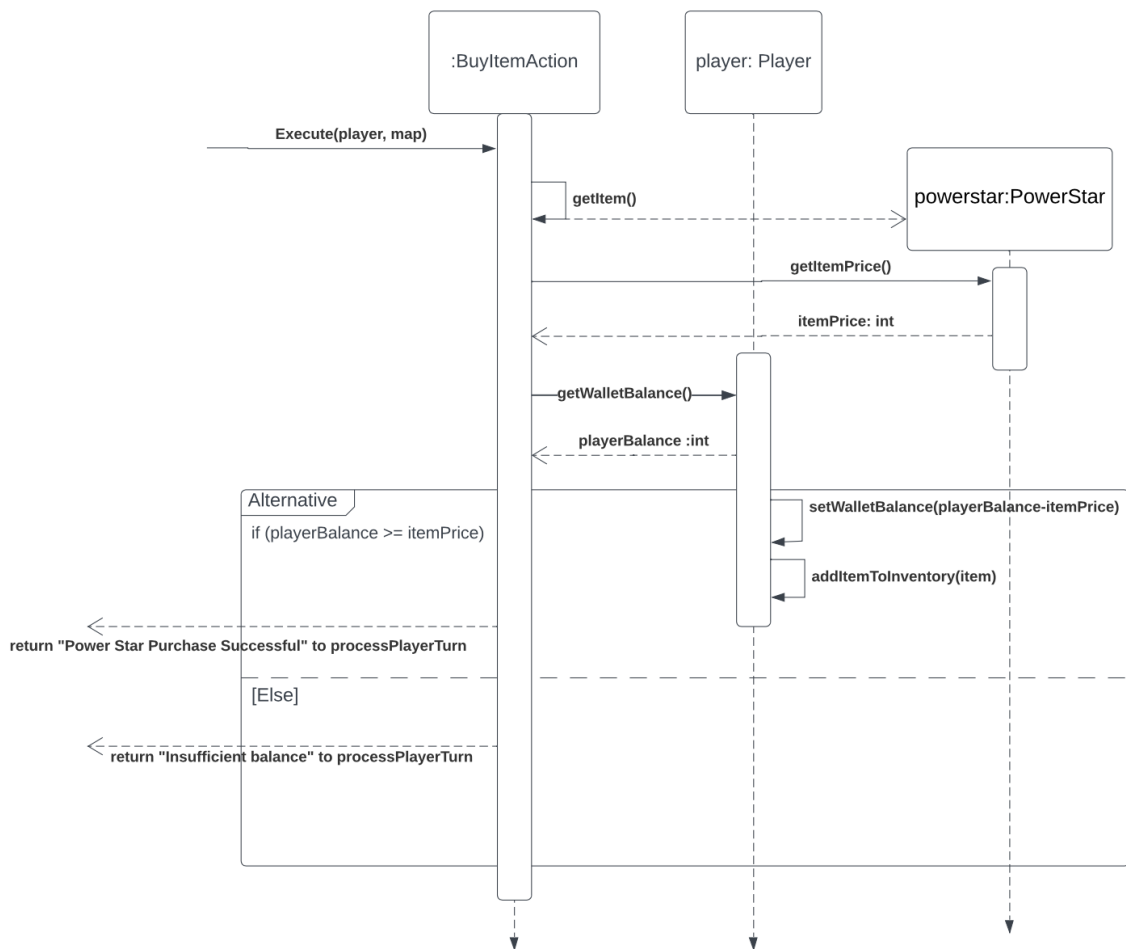 :BuyItemAction
player: Player
Execute(player, map)
powerstar:PowerStar
getItem()
getItemPrice()
itemPrice: int
getWalletBalance()
playerBalance :int
Alternative
setWalletBalance(playerBalance-itemPrice)
if (playerBalance >= itemPrice)
addItemToInventory(item)
return "Power Star Purchase Successful" to processPlayerTurn
[Else]
return "Insufficient balance" to processPlayerTurn